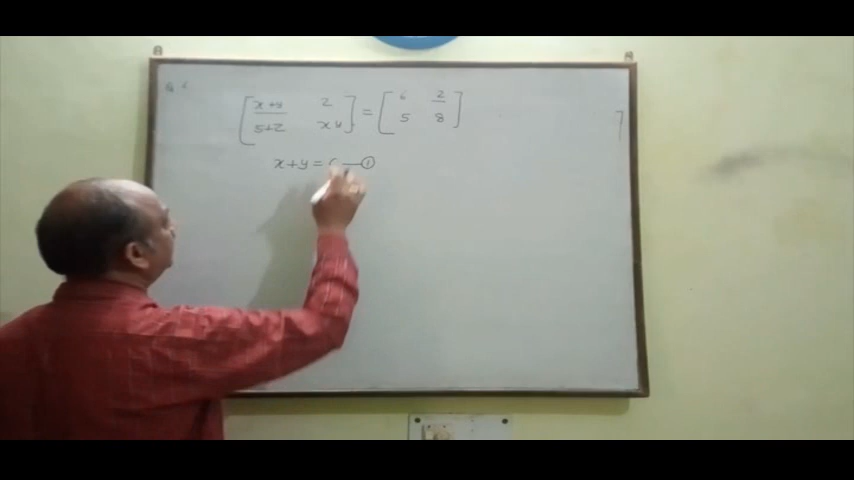 [x+y 2] = [6 2]
[5+z xy] [5 8]
x+y = 6 —①